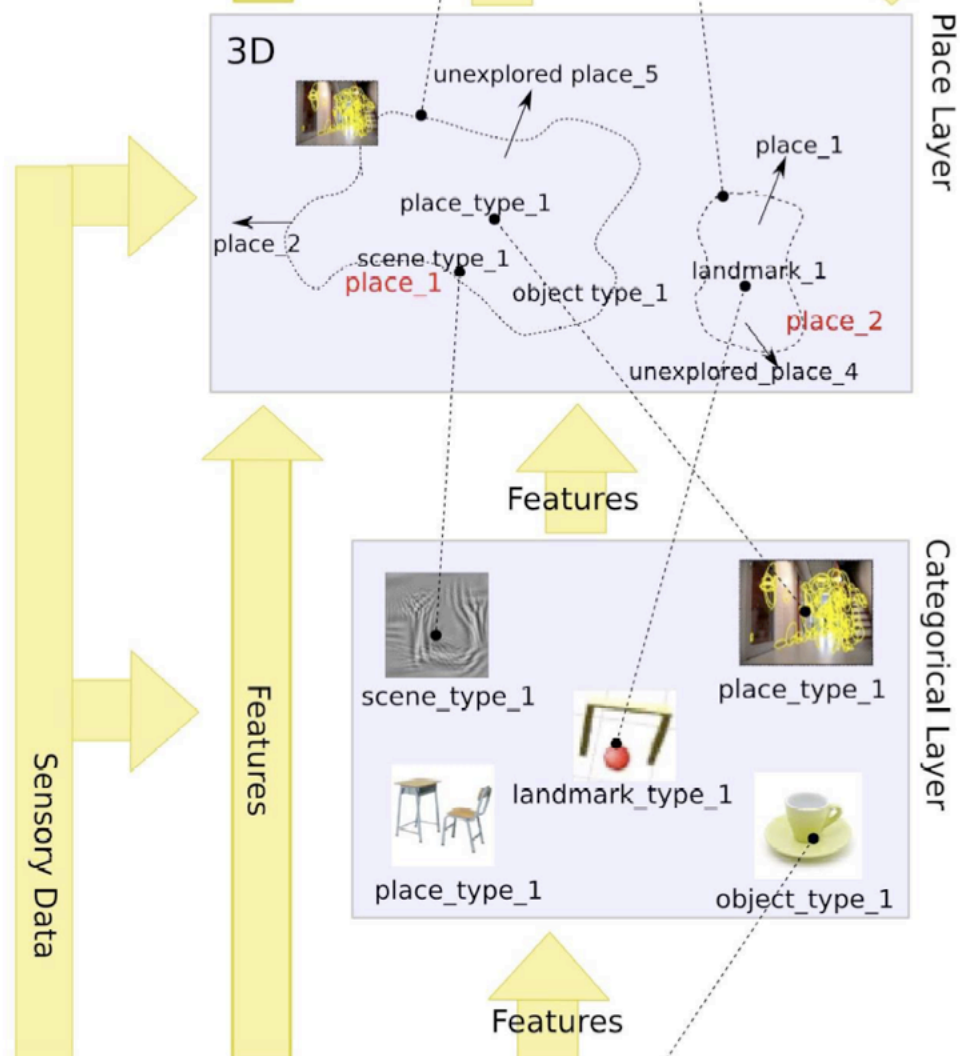 3D
unexplored place_5
place_1
place_type_1
place_2
scene type_1
place_1
object type_1
landmark_1
place_2
unexplored_place_4
Place Layer
Features
scene_type_1
place_type_1
landmark_type_1
place_type_1
object_type_1
Categorical Layer
Features
Sensory Data
Features